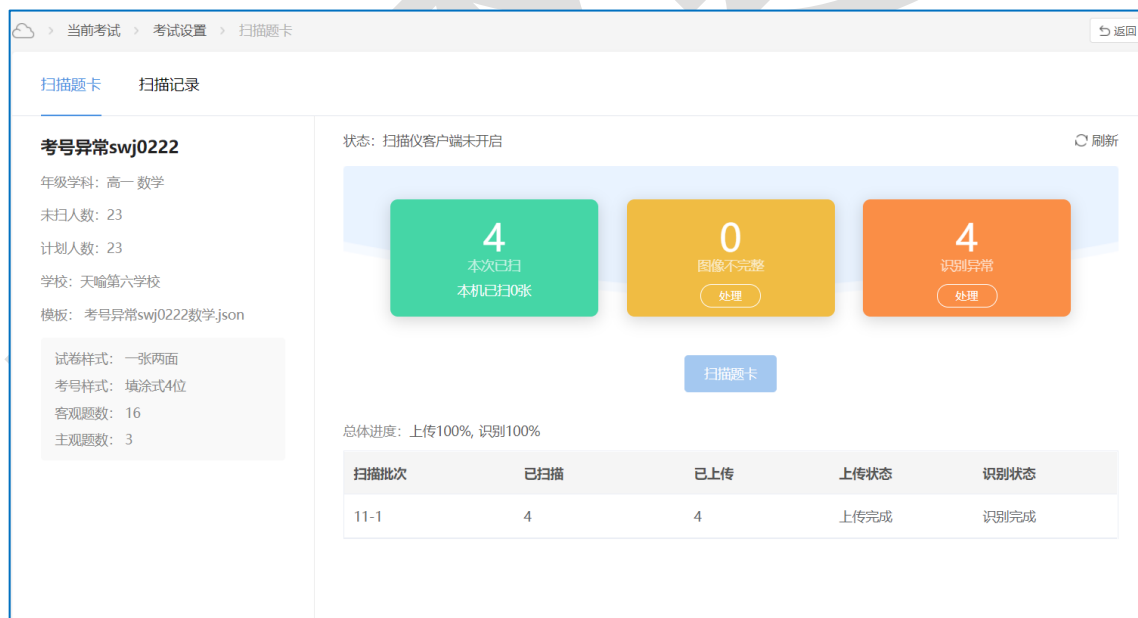 当前考试 > 考试设置 > 扫描题卡
返回
扫描题卡 扫描记录
考号异常swj0222
年级学科：高一 数学
未扫人数：23
计划人数：23
学校：天喻第六学校
模板： 考号异常swj0222数学.json
试卷样式： 一张两面
考号样式： 填涂式4位
客观题数： 16
主观题数： 3
状态：扫描仪客户端未开启
刷新
4
本次已扫
本机已扫0张
0
图像不完整
处理
4
识别异常
处理
扫描题卡
总体进度：上传100%, 识别100%
扫描批次 已扫描 已上传 上传状态 识别状态
11-1 4 4 上传完成 识别完成